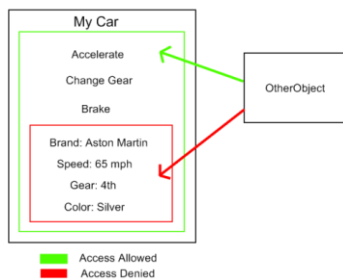 My Car
Accelerate
Change Gear
Brake
OtherObject
Brand: Aston Martin
Speed: 65 mph
Gear: 4th
Color: Silver
Access Allowed
Access Denied